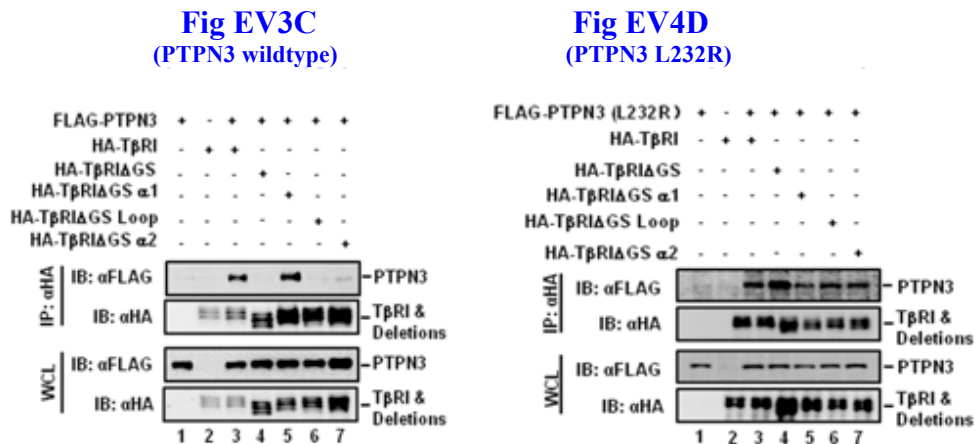 Fig EV3C
(PTPN3 wildtype)
FLAG-PTPN3 + - + + + + +
HA-TβRI - + + - - - -
HA-TβRIΔGS - - - + - - -
HA-TβRIΔGS α1 - - - - + - -
HA-TβRIΔGS Loop - - - - - + -
HA-TβRIΔGS α2 - - - - - - +
IP: αHA
IB: αFLAG
PTPN3
IB: αHA
TβRI & Deletions
WCL
IB: αFLAG
PTPN3
IB: αHA
TβRI & Deletions
1 2 3 4 5 6 7
Fig EV4D
(PTPN3 L232R)
FLAG-PTPN3 (L232R) + - + + + + +
HA-TβRI - + + - - - -
HA-TβRIΔGS - - - + - - -
HA-TβRIΔGS α1 - - - - + - -
HA-TβRIΔGS Loop - - - - - + -
HA-TβRIΔGS α2 - - - - - - +
IP: αHA
IB: αFLAG
PTPN3
IB: αHA
TβRI & Deletions
WCL
IB: αFLAG
PTPN3
IB: αHA
TβRI & Deletions
1 2 3 4 5 6 7